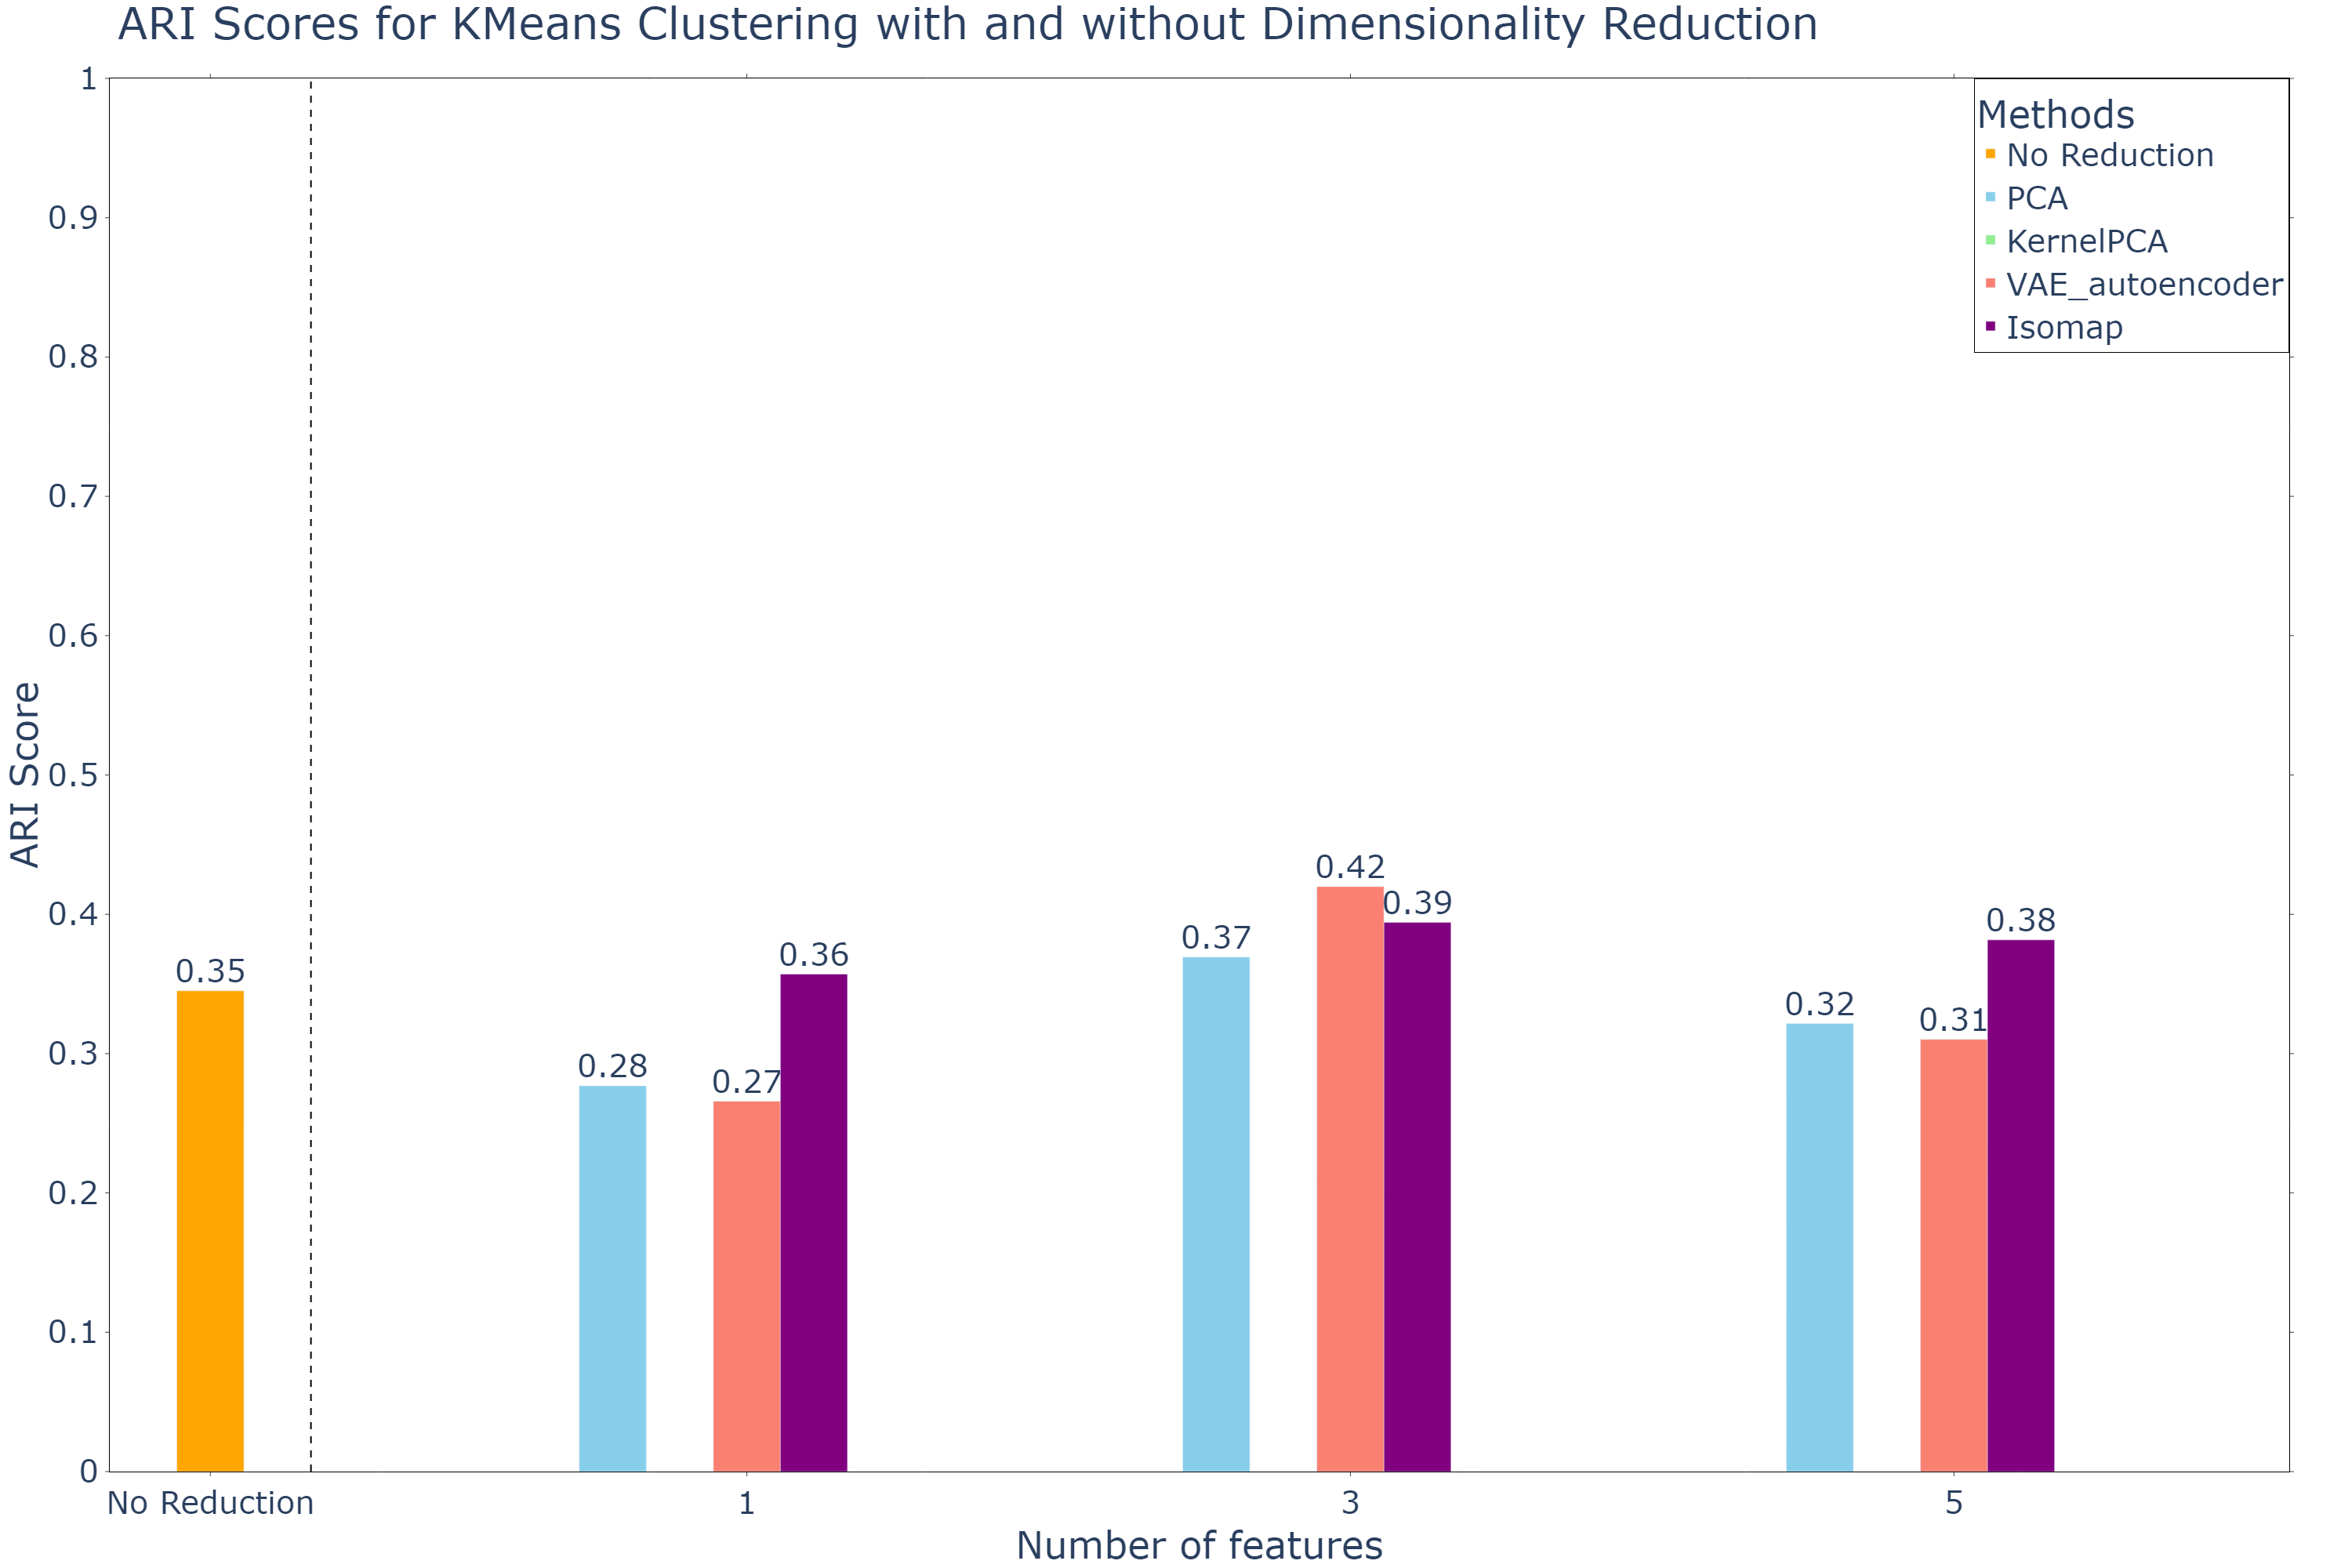 ARI Scores for KMeans Clustering with and without Dimensionality Reduction
1
0.9
0.8
0.7
0.6
0.5
0.4
0.3
0.2
0.1
0
ARI Score
Methods
No Reduction
PCA
KernelPCA
VAE_autoencoder
Isomap
0.35
0.28
0.27
0.36
0.37
0.42
0.39
0.32
0.31
0.38
No Reduction
1
3
5
Number of features